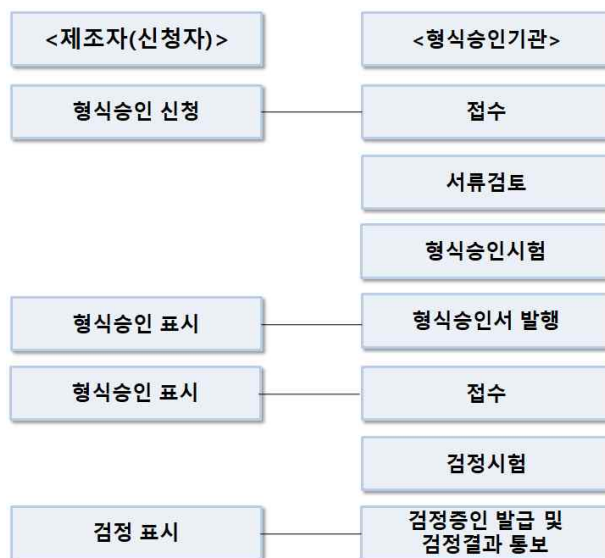 <제조자(신청자)>
<형식승인기관>
형식승인 신청
접수
서류검토
형식승인시험
형식승인 표시
형식승인서 발행
형식승인 표시
접수
검정시험
검정 표시
검정증인 발급 및
검정결과 통보